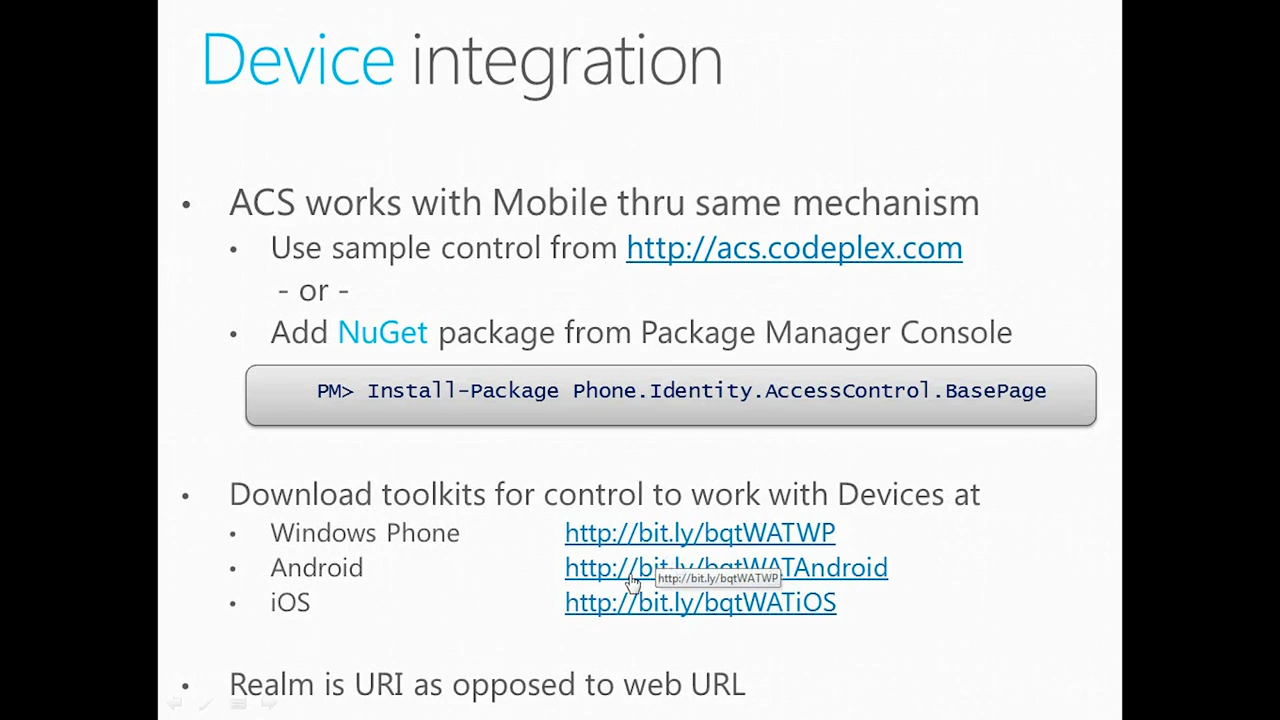 Device integration
• ACS works with Mobile thru same mechanism
• Use sample control from http://acs.codeplex.com
- or -
• Add NuGet package from Package Manager Console
PM> Install-Package Phone.Identity.AccessControl.BasePage
• Download toolkits for control to work with Devices at
• Windows Phone http://bit.ly/bqtWATWP
• Android http://bit.ly/bqtWATAndroid
http://bit.ly/bqtWATWP
• iOS http://bit.ly/bqtWATiOS
• Realm is URI as opposed to web URL